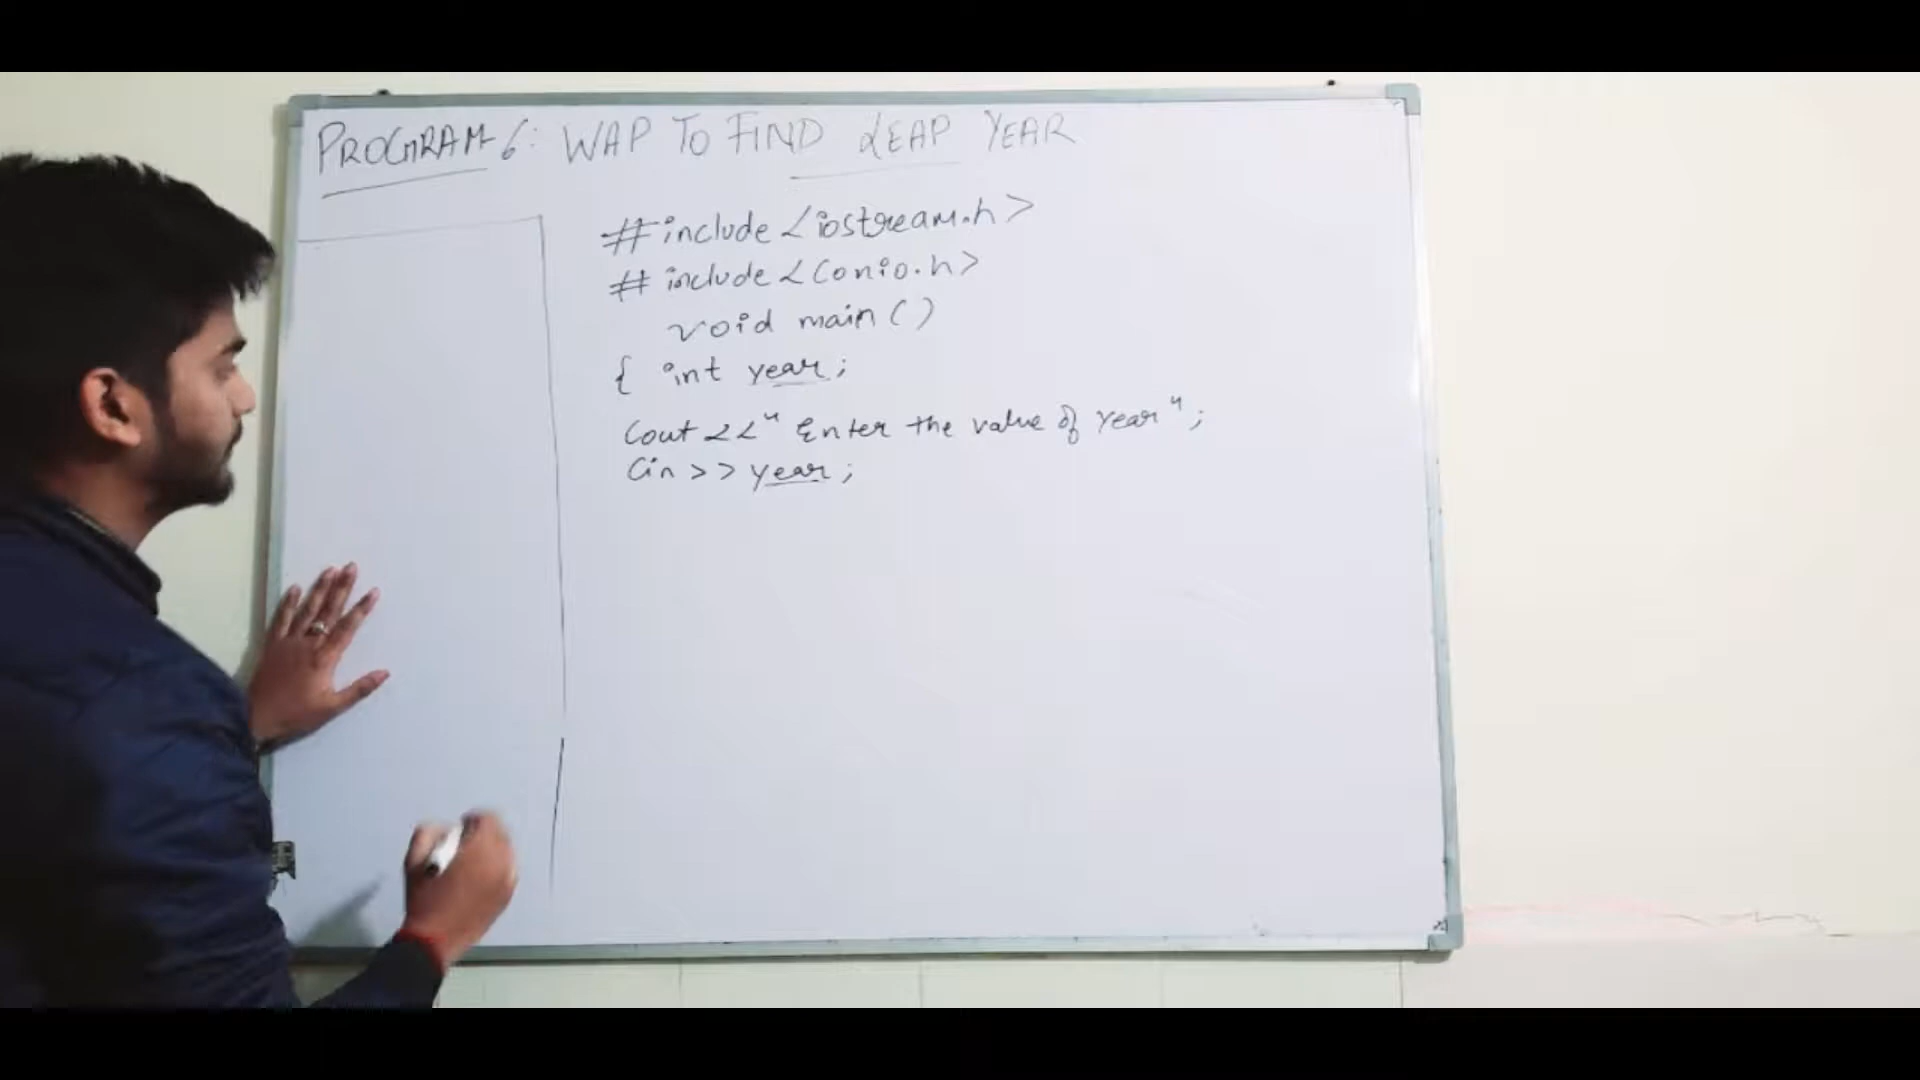 PROGRAM 6: WAP TO FIND LEAP YEAR
#include <iostream.h>
#include <conio.h>
void main()
{ int year;
Cout << "Enter the value of Year";
Cin >> year;